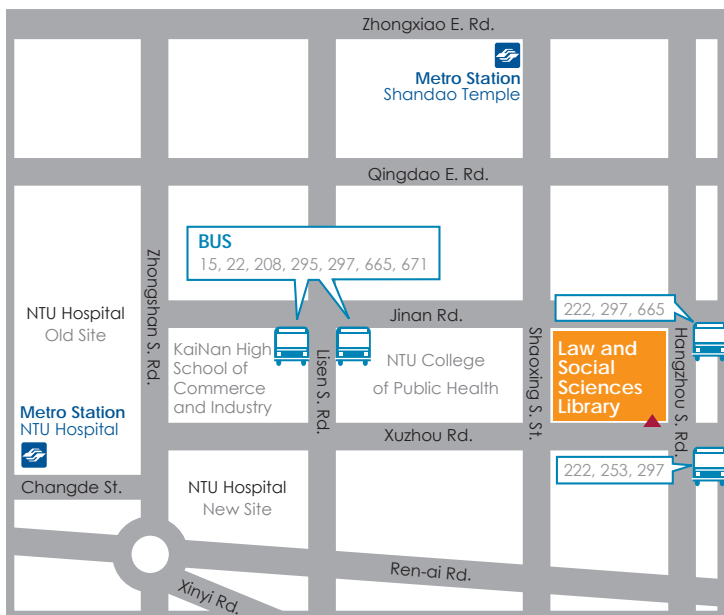 Zhongxiao E. Rd.
Metro Station
Shandao Temple
Qingdao E. Rd.
BUS
15, 22, 208, 295, 297, 665, 671
Zhongshan S. Rd.
NTU Hospital
Old Site
Jinan Rd.
222, 297, 665
KaiNan High
School of
Commerce
and Industry
Lisen S. Rd.
NTU College
of Public Health
Shaoxing S. St.
Law and
Social
Sciences
Library
Hangzhou S. Rd.
Metro Station
NTU Hospital
Xuzhou Rd.
222, 253, 297
Changde St.
NTU Hospital
New Site
Ren-ai Rd.
Xinyi Rd.